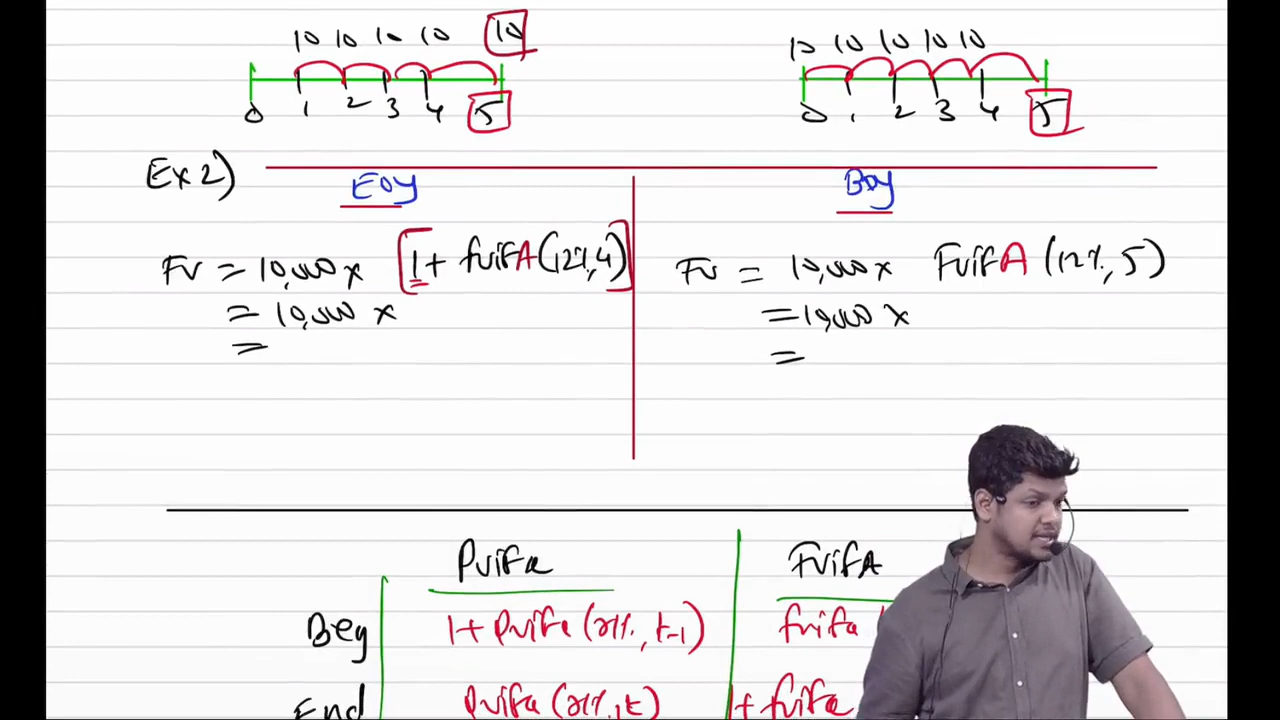 10 10 10 10 10
0 1 2 3 4 5
10 10 10 10 10
0 1 2 3 4 5
Ex 2)
EOY
FV = 10,000 x [1 + fvifA(12%,4)]
= 10,000 x
=
BOY
FV = 10,000 x FvifA (12%, 5)
= 10,000 x
=
Pvifa FvifA
Beg 1+ Pvifa (r%, t-1) fvifa
End Pvifa (r%, t) 1+ fvifa